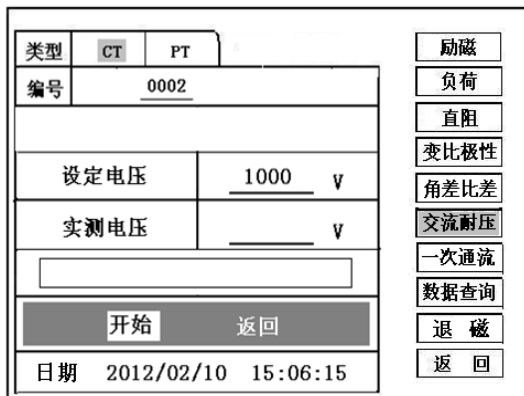 类型 CT PT
编号 0002
设定电压 1000 V
实测电压 V
开始 返回
日期 2012/02/10 15:06:15
励磁
负荷
直阻
变比极性
角差比差
交流耐压
一次通流
数据查询
退 磁
返 回